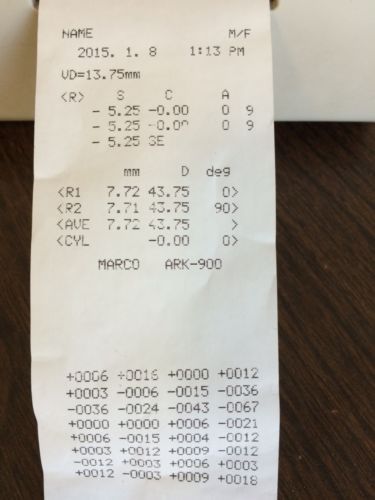 NAME M/F
2015. 1. 8 1:13 PM
VD=13.75mm
<R> S C A
- 5.25 -0.00 0 9
- 5.25 -0.00 0 9
- 5.25 SE
mm D deg
<R1 7.72 43.75 0>
<R2 7.71 43.75 90>
<AVE 7.72 43.75 >
<CYL -0.00 0>
MARCO ARK-900
+0006 +0016 +0000 +0012
+0003 -0006 -0015 -0036
-0036 -0024 -0043 -0067
+0000 +0000 +0006 -0021
+0006 -0015 +0004 -0012
+0003 +0012 +0009 -0012
-0012 +0003 +0006 +0003
+0012 -0003 +0009 +0018